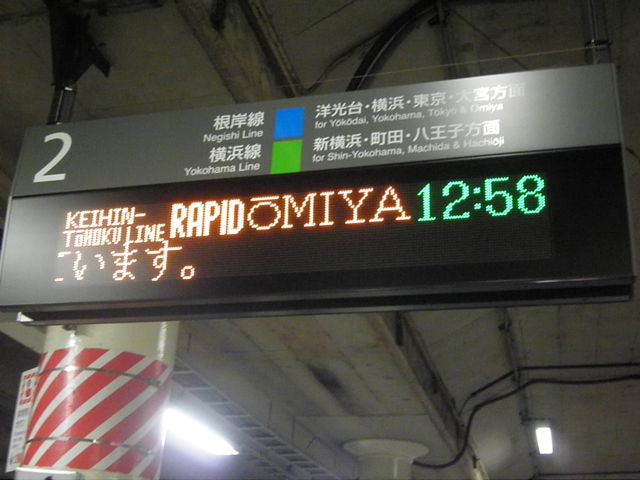 2
根岸線
Negishi Line
洋光台・横浜・東京・大宮方面
for Yōkōdai, Yokohama, Tokyo & Ōmiya
横浜線
Yokohama Line
新横浜・町田・八王子方面
for Shin-Yokohama, Machida & Hachiōji
KEIHIN-
TŌHOKU LINE RAPID ŌMIYA 12:58
います。